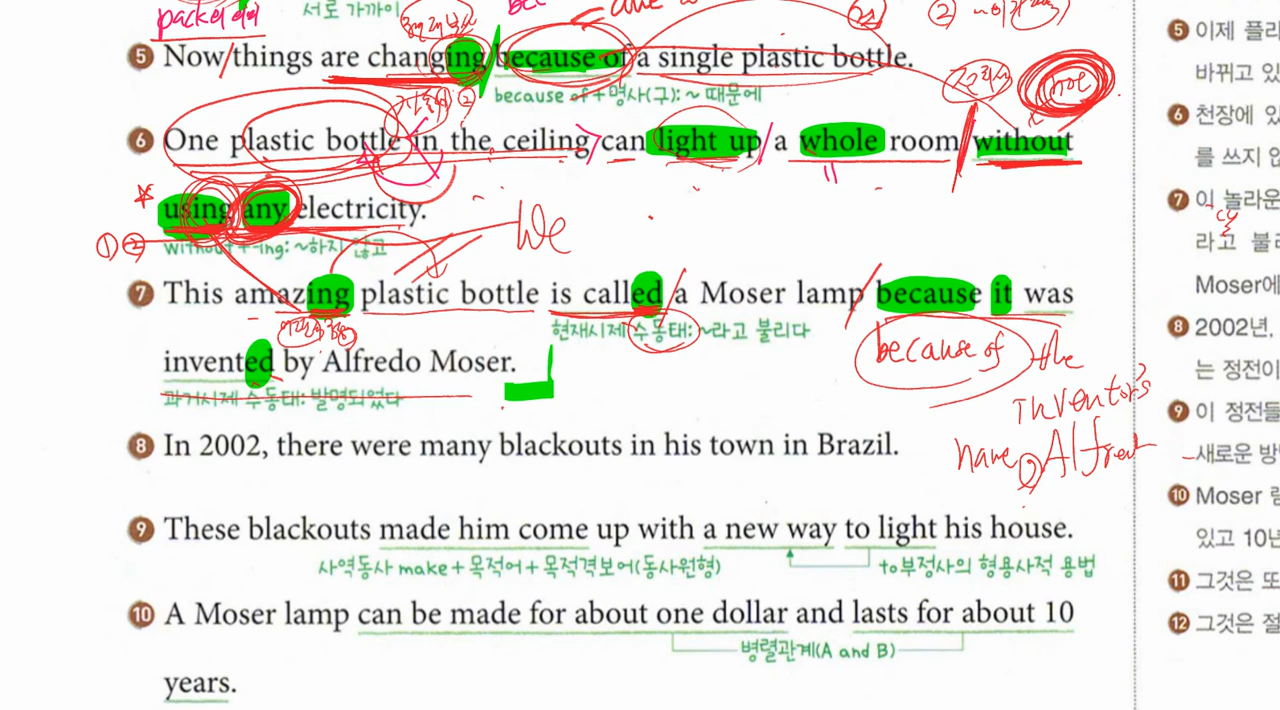 서로 가까이
⑤ Now things are changing because of a single plastic bottle.
because of + 명사(구): ~ 때문에
⑥ One plastic bottle in the ceiling can light up a whole room without
using any electricity.
①②
without + -ing: ~하지 않고
We
⑦ This amazing plastic bottle is called a Moser lamp because it was
현재시제 수동태: ~라고 불리다
invented by Alfredo Moser.
과거시제 수동태: 발명되었다
because of the
inventor's
name
⑧ In 2002, there were many blackouts in his town in Brazil.
⑨ These blackouts made him come up with a new way to light his house.
사역동사 make + 목적어 + 목적격보어(동사원형)
to부정사의 형용사적 용법
⑩ A Moser lamp can be made for about one dollar and lasts for about 10
병렬관계(A and B)
years.
⑤ 이제 플라
바뀌고 있
⑥ 천장에 있
를 쓰지 않
⑦ 이 놀라운
라고 불리
Moser에
⑧ 2002년,
는 정전이
⑨ 이 정전들
새로운 방
⑩ Moser 램
있고 10년
⑪ 그것은 또
⑫ 그것은 절